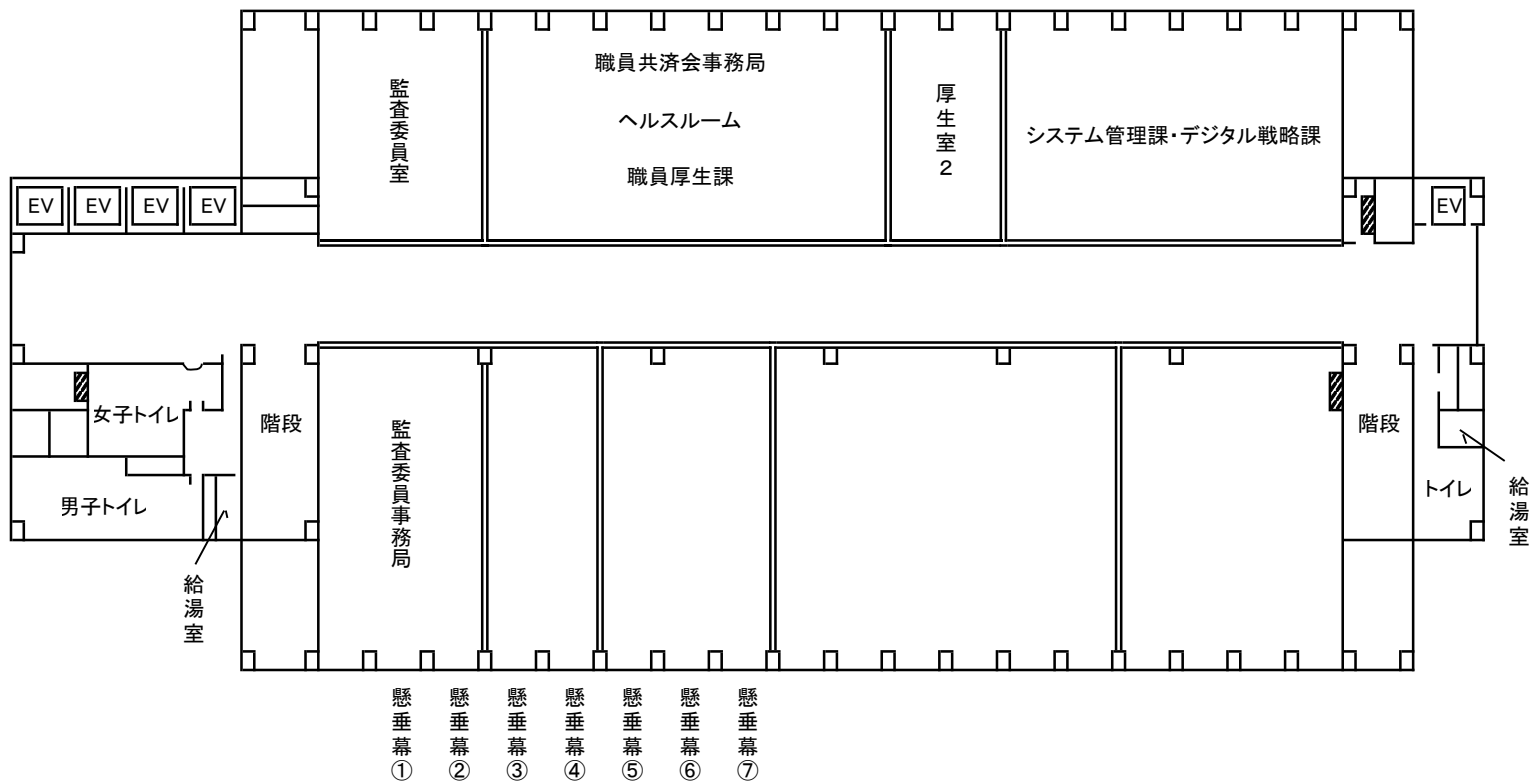 監査委員室
職員共済会事務局
ヘルスルーム
職員厚生課
厚生室2
システム管理課・デジタル戦略課
EV
EV
EV
EV
EV
女子トイレ
男子トイレ
給湯室
階段
監査委員事務局
階段
トイレ
給湯室
懸垂幕①
懸垂幕②
懸垂幕③
懸垂幕④
懸垂幕⑤
懸垂幕⑥
懸垂幕⑦